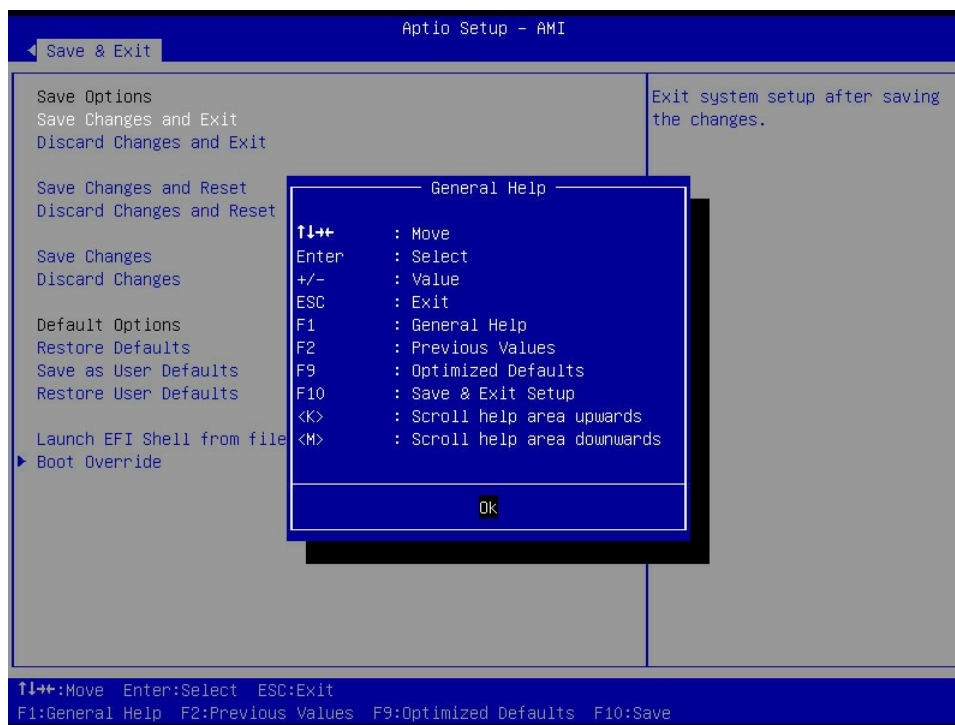 Aptio Setup – AMI
Save & Exit
Save Options
Save Changes and Exit
Discard Changes and Exit
Save Changes and Reset
Discard Changes and Reset
Save Changes
Discard Changes
Default Options
Restore Defaults
Save as User Defaults
Restore User Defaults
Launch EFI Shell from file
Boot Override
Exit system setup after saving
the changes.
General Help
↑↓→← : Move
Enter : Select
+/- : Value
ESC : Exit
F1 : General Help
F2 : Previous Values
F9 : Optimized Defaults
F10 : Save & Exit Setup
<K> : Scroll help area upwards
<M> : Scroll help area downwards
Ok
↑↓→←:Move Enter:Select ESC:Exit
F1:General Help F2:Previous Values F9:Optimized Defaults F10:Save